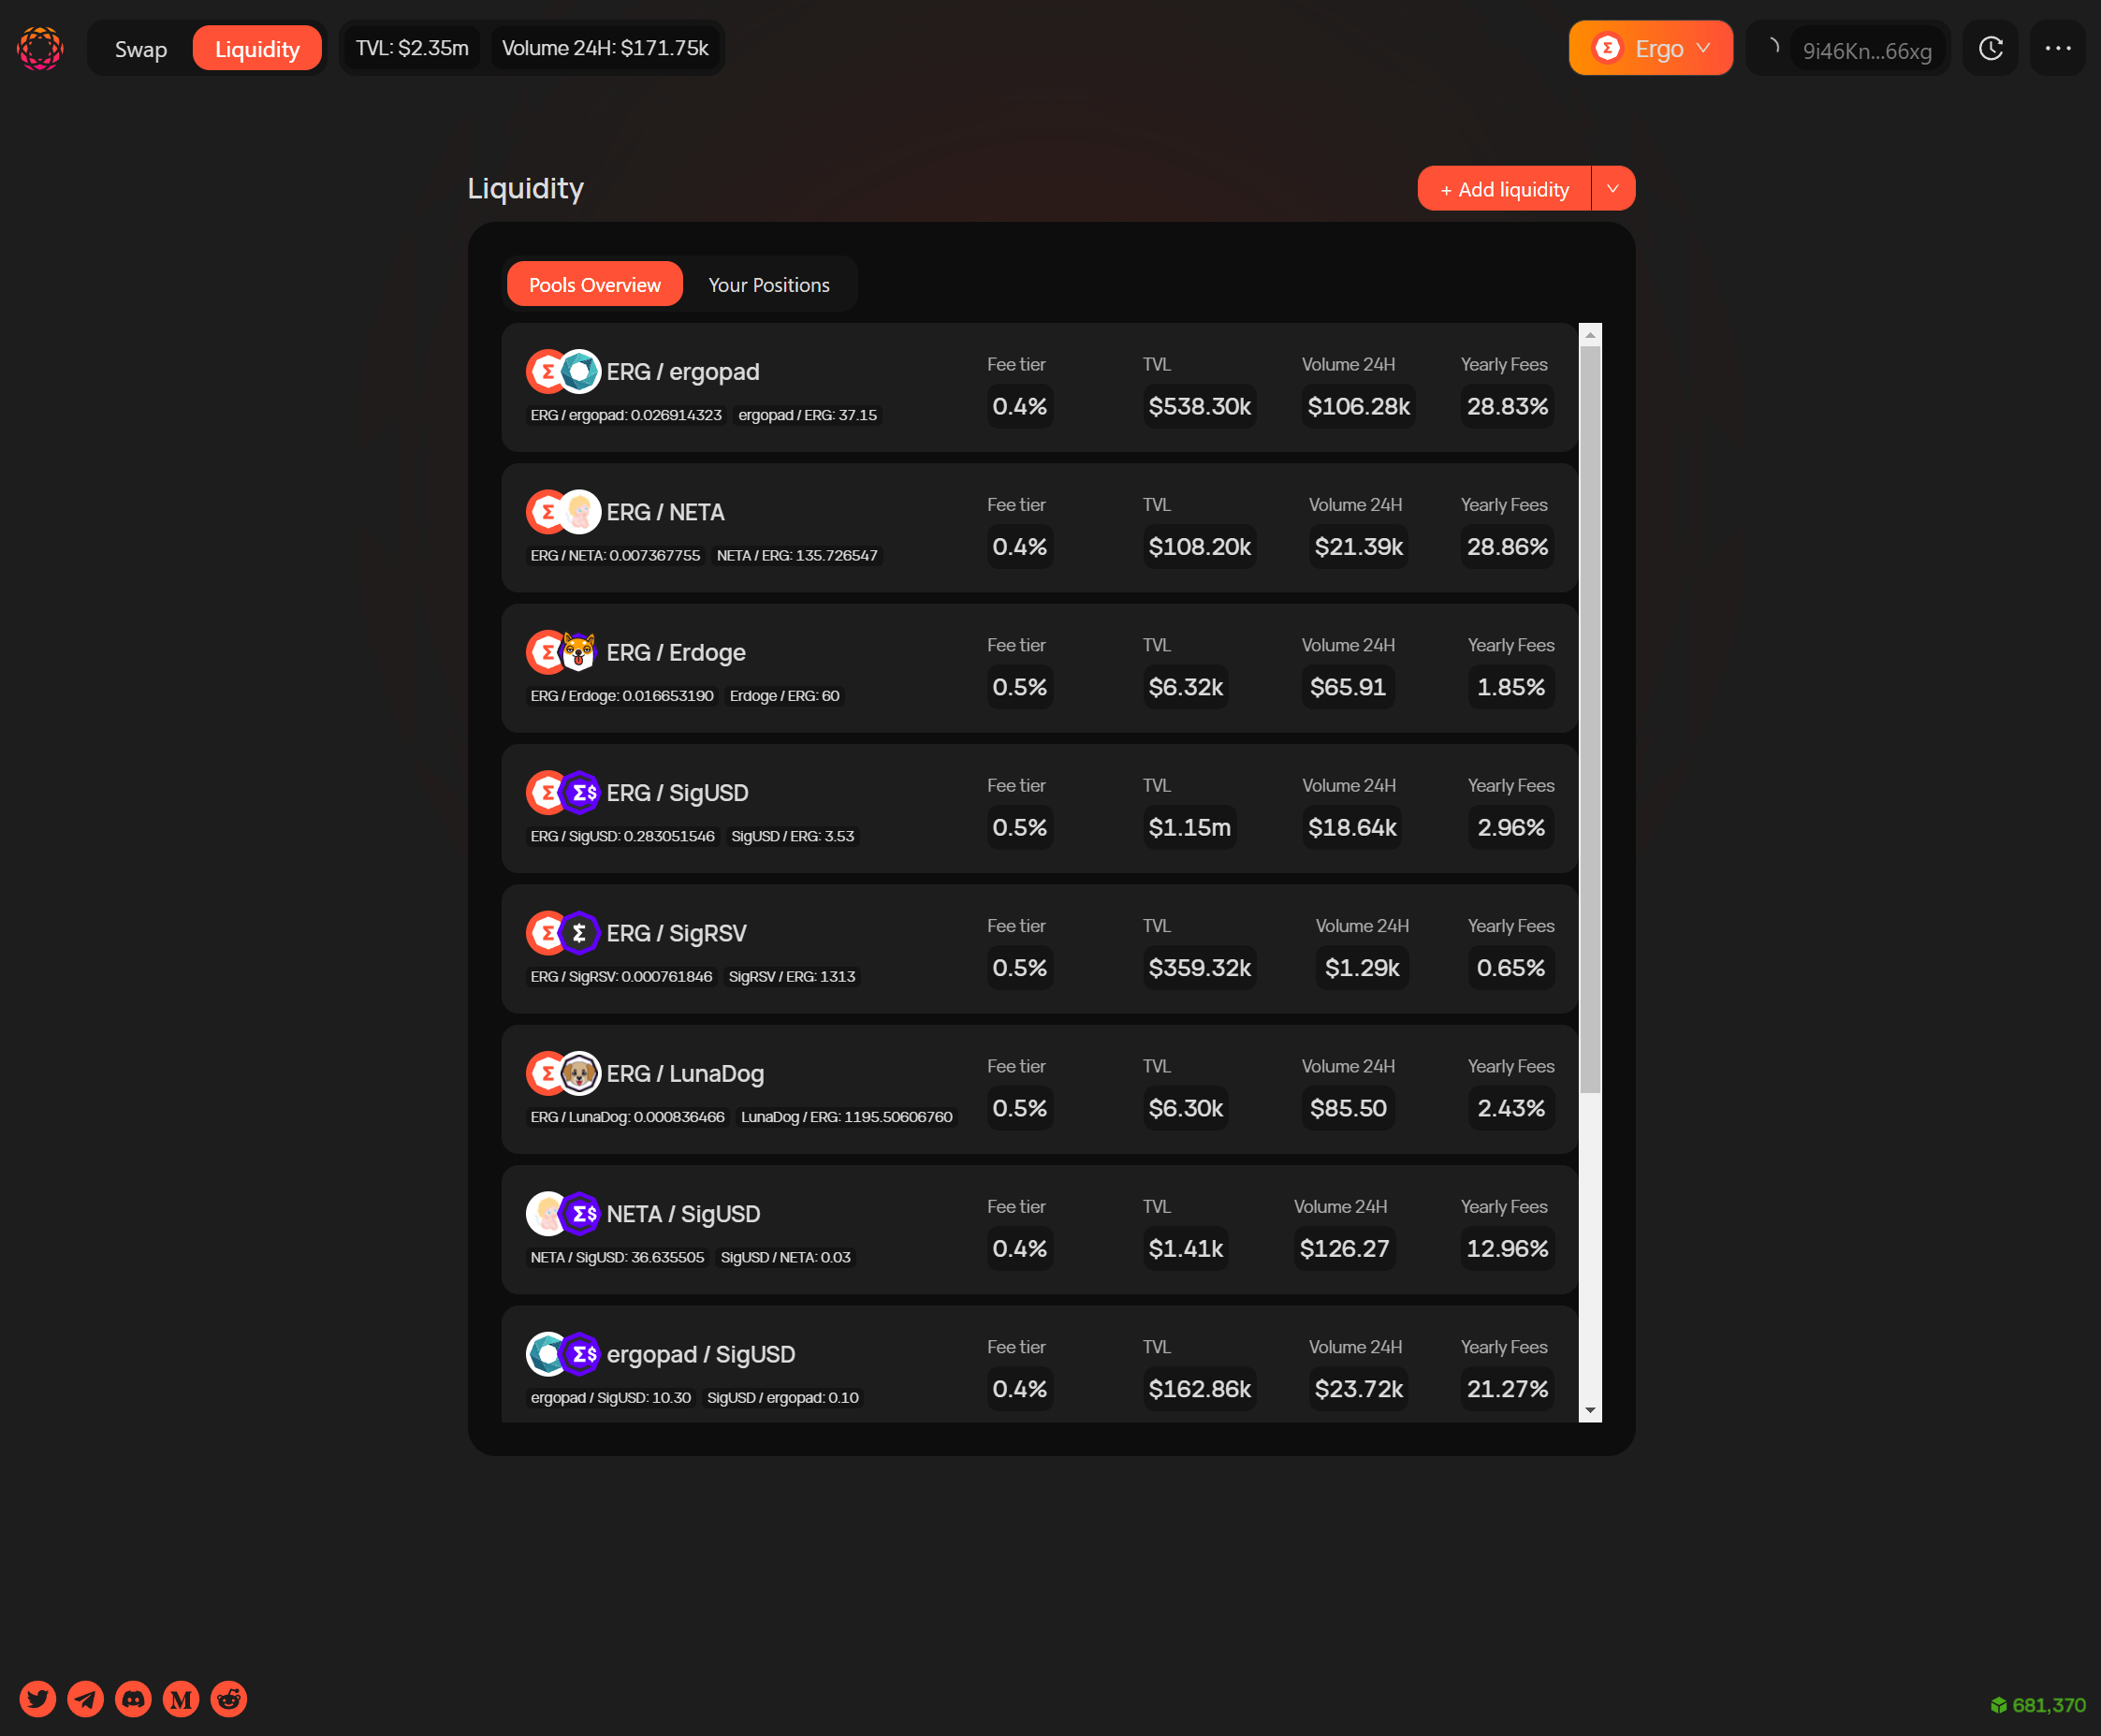 Swap Liquidity TVL: $2.35m Volume 24H: $171.75k Ergo 9i46Kn...66xg
Liquidity + Add liquidity
Pools Overview Your Positions
ERG / ergopad
ERG / ergopad: 0.026914323 ergopad / ERG: 37.15
Fee tier TVL Volume 24H Yearly Fees
0.4% $538.30k $106.28k 28.83%
ERG / NETA
ERG / NETA: 0.007367755 NETA / ERG: 135.726547
Fee tier TVL Volume 24H Yearly Fees
0.4% $108.20k $21.39k 28.86%
ERG / Erdoge
ERG / Erdoge: 0.016653190 Erdoge / ERG: 60
Fee tier TVL Volume 24H Yearly Fees
0.5% $6.32k $65.91 1.85%
ERG / SigUSD
ERG / SigUSD: 0.283051546 SigUSD / ERG: 3.53
Fee tier TVL Volume 24H Yearly Fees
0.5% $1.15m $18.64k 2.96%
ERG / SigRSV
ERG / SigRSV: 0.000761846 SigRSV / ERG: 1313
Fee tier TVL Volume 24H Yearly Fees
0.5% $359.32k $1.29k 0.65%
ERG / LunaDog
ERG / LunaDog: 0.000836466 LunaDog / ERG: 1195.50606760
Fee tier TVL Volume 24H Yearly Fees
0.5% $6.30k $85.50 2.43%
NETA / SigUSD
NETA / SigUSD: 36.635505 SigUSD / NETA: 0.03
Fee tier TVL Volume 24H Yearly Fees
0.4% $1.41k $126.27 12.96%
ergopad / SigUSD
ergopad / SigUSD: 10.30 SigUSD / ergopad: 0.10
Fee tier TVL Volume 24H Yearly Fees
0.4% $162.86k $23.72k 21.27%
681,370